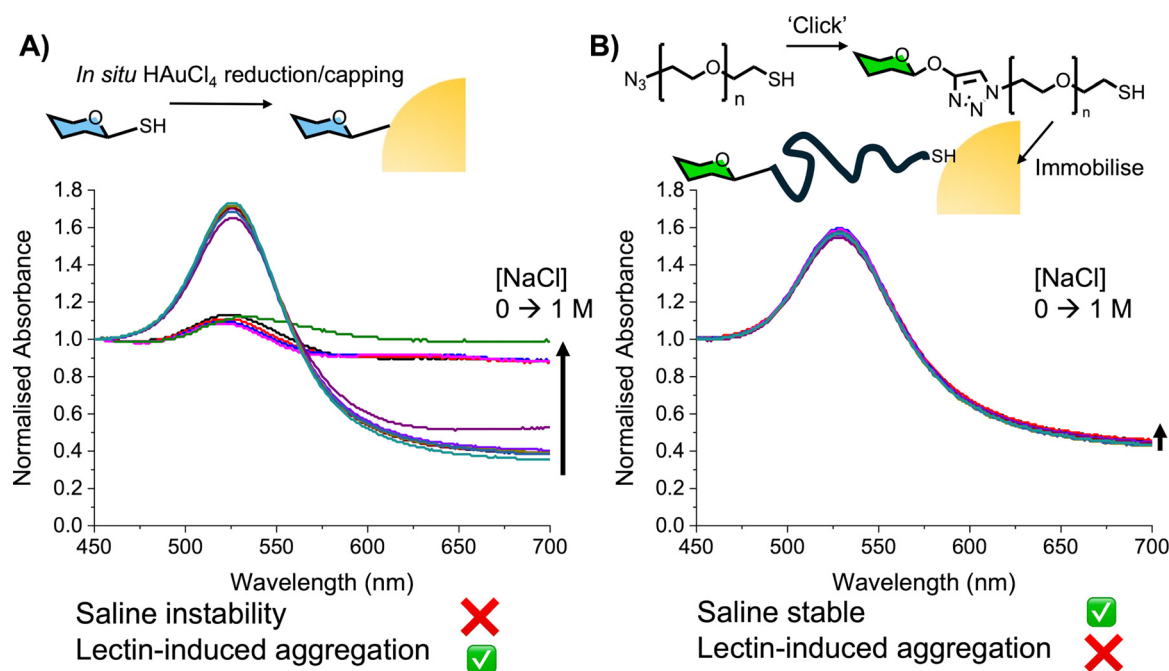 A)
In situ HAuCl4 reduction/capping
O
SH
O
1.8
1.6
1.4
1.2
1.0
0.8
0.6
0.4
0.2
0.0
Normalised Absorbance
[NaCl]
0 → 1 M
450 500 550 600 650 700
Wavelength (nm)
Saline instability
Lectin-induced aggregation
B)
‘Click’
N3
O
n
SH
O
O
N
N
N
O
n
SH
O
SH
Immobilise
1.8
1.6
1.4
1.2
1.0
0.8
0.6
0.4
0.2
0.0
Normalised Absorbance
[NaCl]
0 → 1 M
450 500 550 600 650 700
Wavelength (nm)
Saline stable
Lectin-induced aggregation